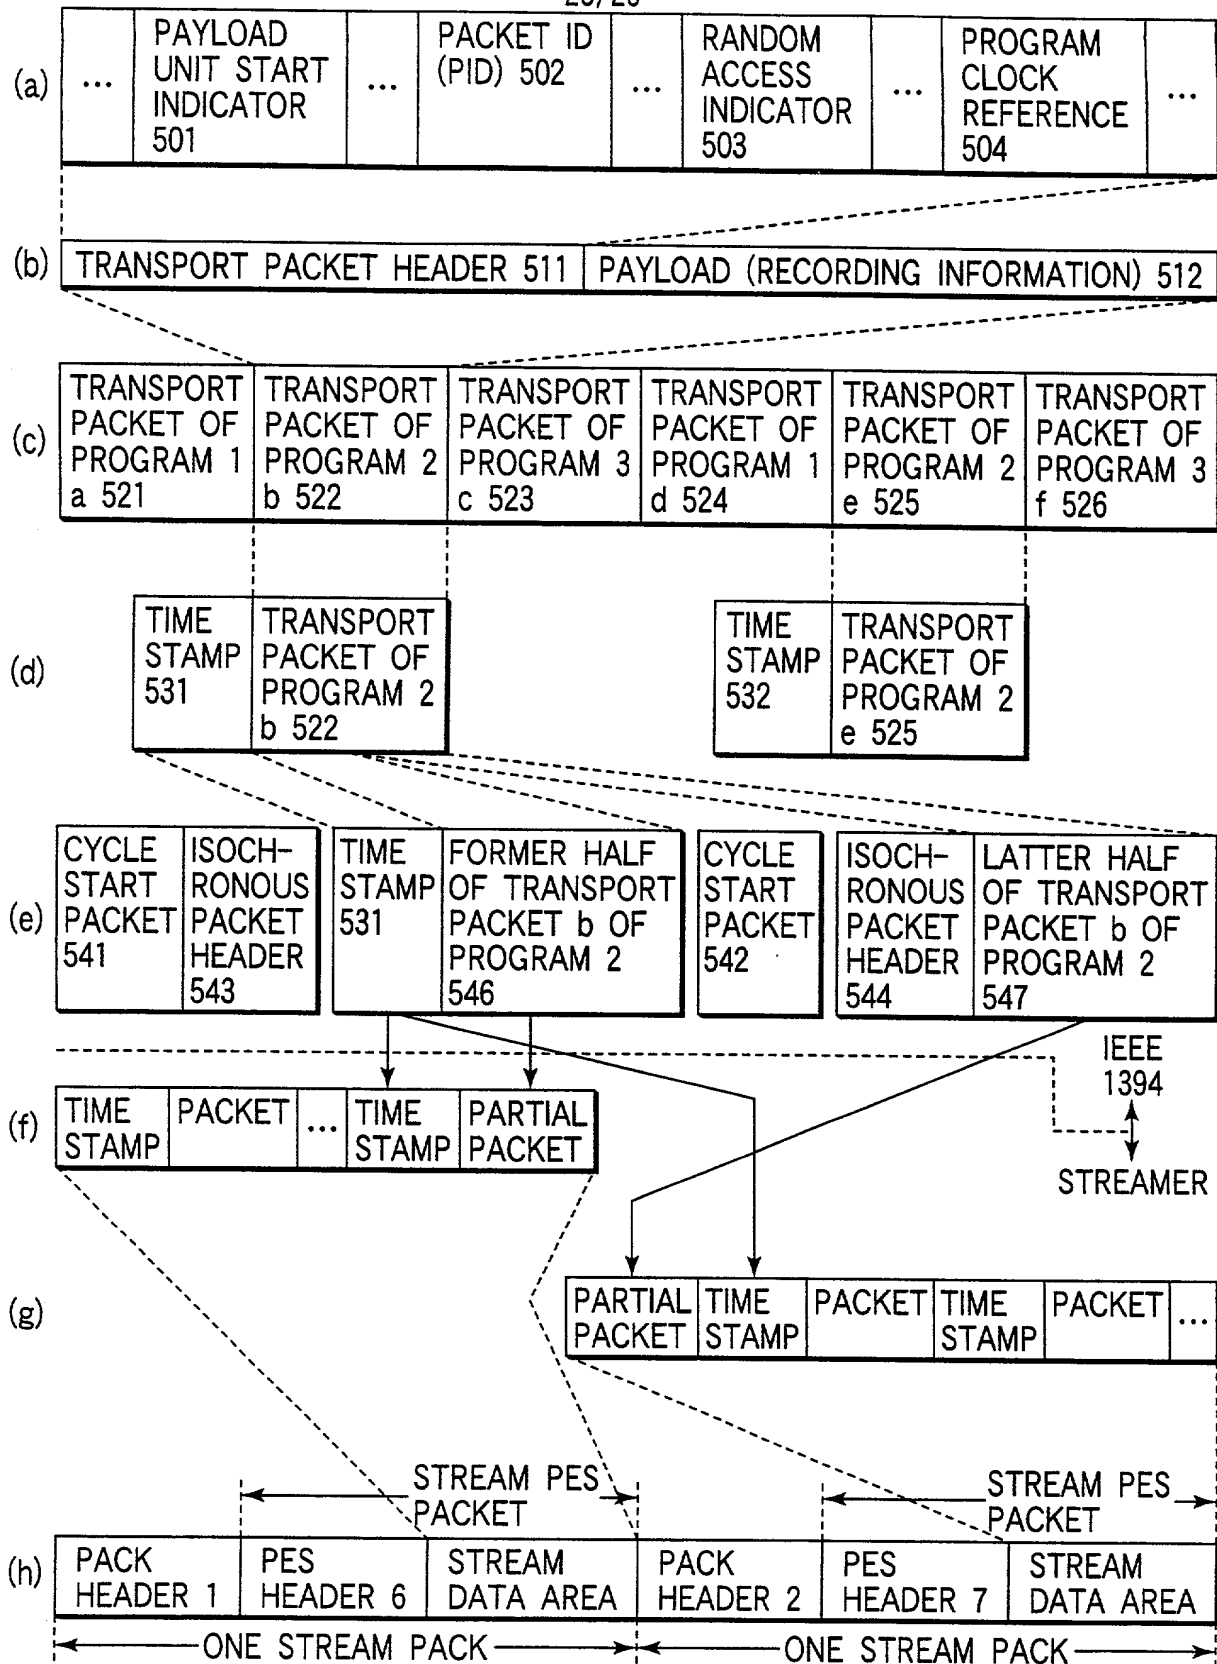 (a)
...
PAYLOAD
UNIT START
INDICATOR
501
...
PACKET ID
(PID) 502
...
RANDOM
ACCESS
INDICATOR
503
...
PROGRAM
CLOCK
REFERENCE
504
...
(b)
TRANSPORT PACKET HEADER 511
PAYLOAD (RECORDING INFORMATION) 512
(c)
TRANSPORT
PACKET OF
PROGRAM 1
a 521
TRANSPORT
PACKET OF
PROGRAM 2
b 522
TRANSPORT
PACKET OF
PROGRAM 3
c 523
TRANSPORT
PACKET OF
PROGRAM 1
d 524
TRANSPORT
PACKET OF
PROGRAM 2
e 525
TRANSPORT
PACKET OF
PROGRAM 3
f 526
(d)
TIME
STAMP
531
TRANSPORT
PACKET OF
PROGRAM 2
b 522
TIME
STAMP
532
TRANSPORT
PACKET OF
PROGRAM 2
e 525
(e)
CYCLE
START
PACKET
541
ISOCH-
RONOUS
PACKET
HEADER
543
TIME
STAMP
531
FORMER HALF
OF TRANSPORT
PACKET b OF
PROGRAM 2
546
CYCLE
START
PACKET
542
ISOCH-
RONOUS
PACKET
HEADER
544
LATTER HALF
OF TRANSPORT
PACKET b OF
PROGRAM 2
547
IEEE
1394
STREAMER
(f)
TIME
STAMP
PACKET
...
TIME
STAMP
PARTIAL
PACKET
(g)
PARTIAL
PACKET
TIME
STAMP
PACKET
TIME
STAMP
PACKET
...
STREAM PES
PACKET
STREAM PES
PACKET
(h)
PACK
HEADER 1
PES
HEADER 6
STREAM
DATA AREA
PACK
HEADER 2
PES
HEADER 7
STREAM
DATA AREA
ONE STREAM PACK
ONE STREAM PACK